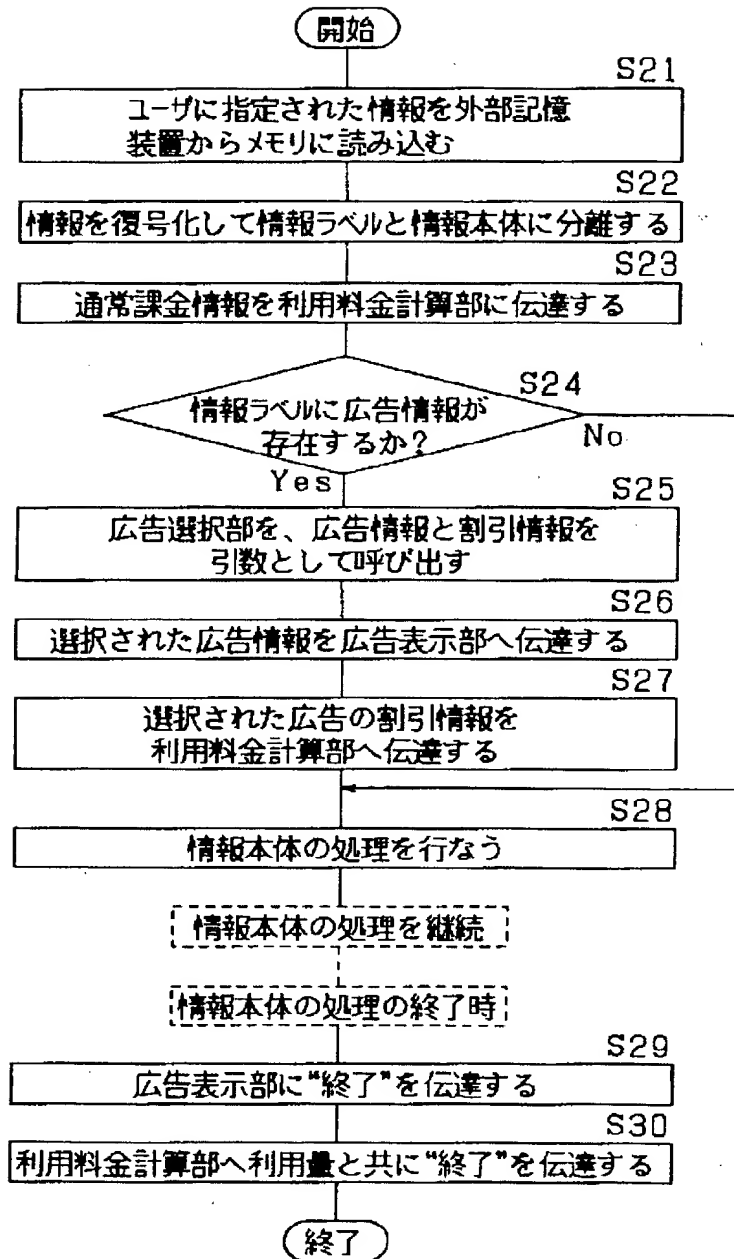 開始
S21
ユーザに指定された情報を外部記憶
装置からメモリに読み込む
S22
情報を復号化して情報ラベルと情報本体に分離する
S23
通常課金情報を利用料金計算部に伝達する
S24
情報ラベルに広告情報が
存在するか?
No
Yes
S25
広告選択部を、広告情報と割引情報を
引数として呼び出す
S26
選択された広告情報を広告表示部へ伝達する
S27
選択された広告の割引情報を
利用料金計算部へ伝達する
S28
情報本体の処理を行なう
情報本体の処理を継続
情報本体の処理の終了時
S29
広告表示部に“終了”を伝達する
S30
利用料金計算部へ利用量と共に“終了”を伝達する
終了